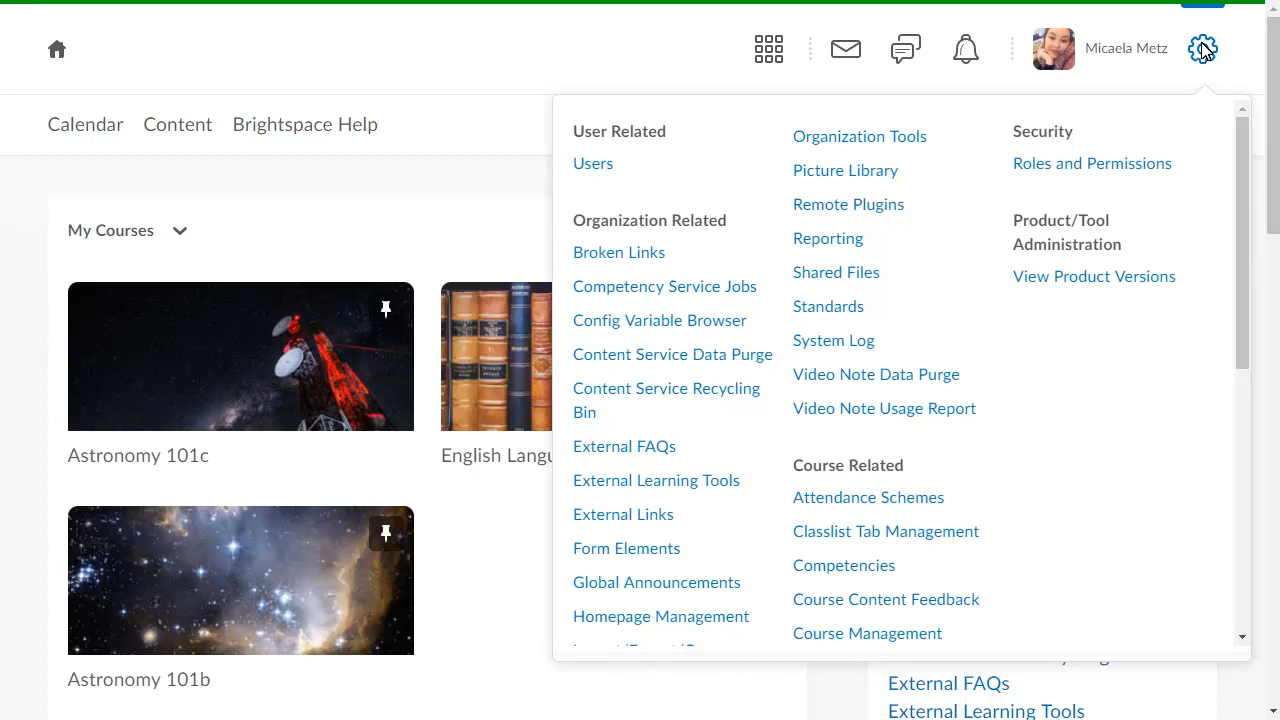 Micaela Metz
Calendar
Content
Brightspace Help
My Courses
Astronomy 101c
English Langu
Astronomy 101b
User Related
Users
Organization Related
Broken Links
Competency Service Jobs
Config Variable Browser
Content Service Data Purge
Content Service Recycling
Bin
External FAQs
External Learning Tools
External Links
Form Elements
Global Announcements
Homepage Management
Organization Tools
Picture Library
Remote Plugins
Reporting
Shared Files
Standards
System Log
Video Note Data Purge
Video Note Usage Report
Course Related
Attendance Schemes
Classlist Tab Management
Competencies
Course Content Feedback
Course Management
Security
Roles and Permissions
Product/Tool
Administration
View Product Versions
External FAQs
External Learning Tools